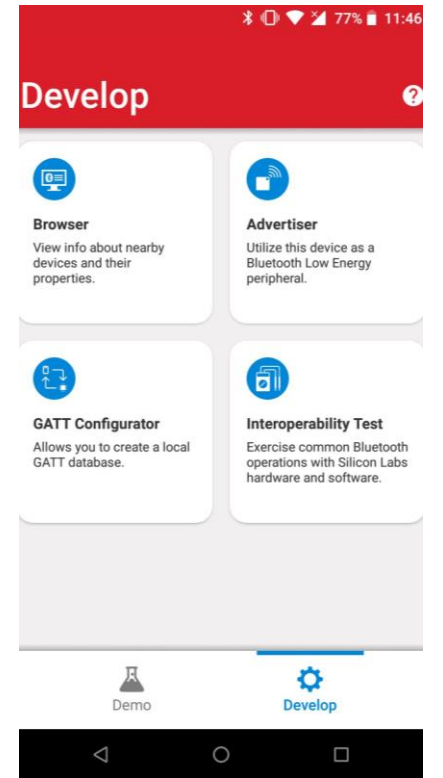 77% 11:46
Develop
Browser
View info about nearby
devices and their
properties.
Advertiser
Utilize this device as a
Bluetooth Low Energy
peripheral.
GATT Configurator
Allows you to create a local
GATT database.
Interoperability Test
Exercise common Bluetooth
operations with Silicon Labs
hardware and software.
Demo
Develop